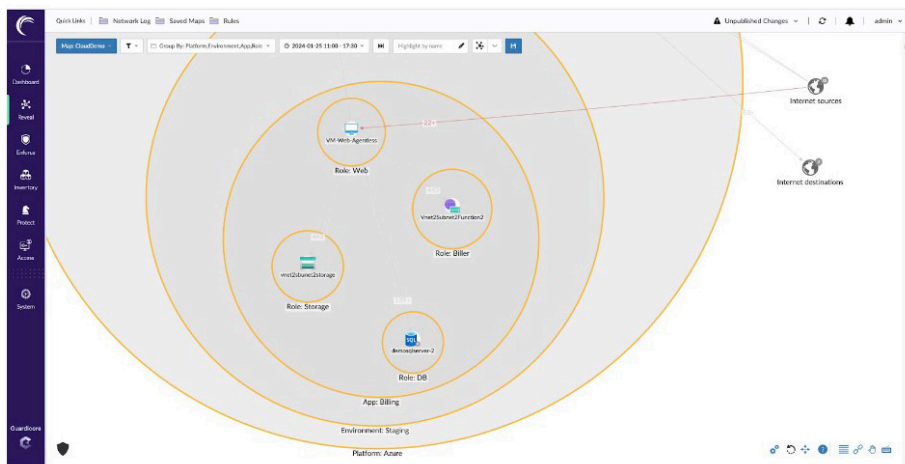 Quick Links | Network Log Saved Maps Rules
Unpublished Changes
admin
Map: CloudDemo
Group By: Platform,Environment,App,Role
2024-01-25 11:00 - 17:30
Highlight by name
Dashboard
Reveal
Enforce
Inventory
Protect
Access
System
Guardicore
Internet sources
Internet destinations
VM-Web-Agentless
Role: Web
Vnet2Subnet2Function2
Role: Biller
vnet2sbunet2storage
Role: Storage
SQL
demosqlserver-2
Role: DB
App: Billing
Environment: Staging
Platform: Azure